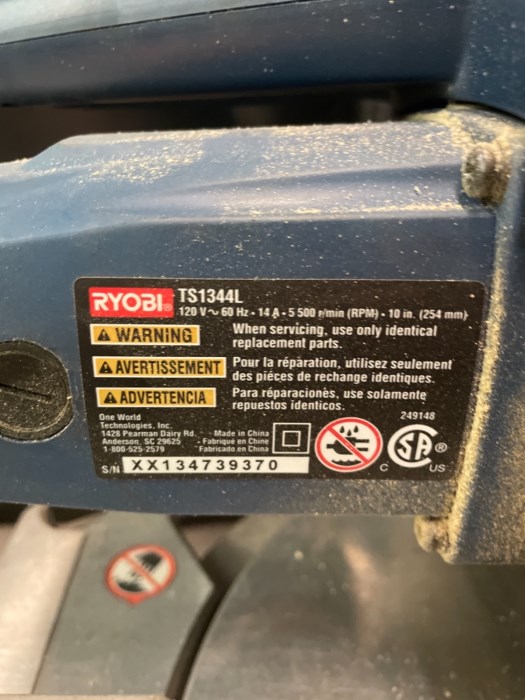 RYOBI® TS1344L
120 V ~ 60 Hz - 14 A - 5 500 r/min (RPM) - 10 in. (254 mm)
WARNING
When servicing, use only identical
replacement parts.
AVERTISSEMENT
Pour la réparation, utilisez seulement
des piéces de rechange identiques.
ADVERTENCIA
Para réparacionès, use solamente
repuestos identicos.
One World
Technologies, Inc.
1428 Pearman Dairy Rd.
Anderson, SC 29625
1-800-525-2579
- Made in China
- Fabriqué en Chine
Fabricado en China
249148
SA ®
C US
S/N XX134739370